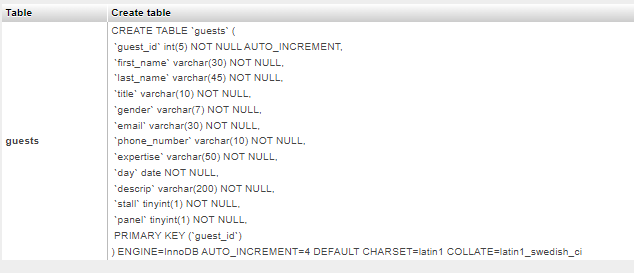 Table Create table
CREATE TABLE `guests` (
`guest_id` int(5) NOT NULL AUTO_INCREMENT,
`first_name` varchar(30) NOT NULL,
`last_name` varchar(45) NOT NULL,
`title` varchar(10) NOT NULL,
`gender` varchar(7) NOT NULL,
`email` varchar(30) NOT NULL,
`phone_number` varchar(10) NOT NULL,
guests `expertise` varchar(50) NOT NULL,
`day` date NOT NULL,
`descrip` varchar(200) NOT NULL,
`stall` tinyint(1) NOT NULL,
`panel` tinyint(1) NOT NULL,
PRIMARY KEY (`guest_id`)
) ENGINE=InnoDB AUTO_INCREMENT=4 DEFAULT CHARSET=latin1 COLLATE=latin1_swedish_ci